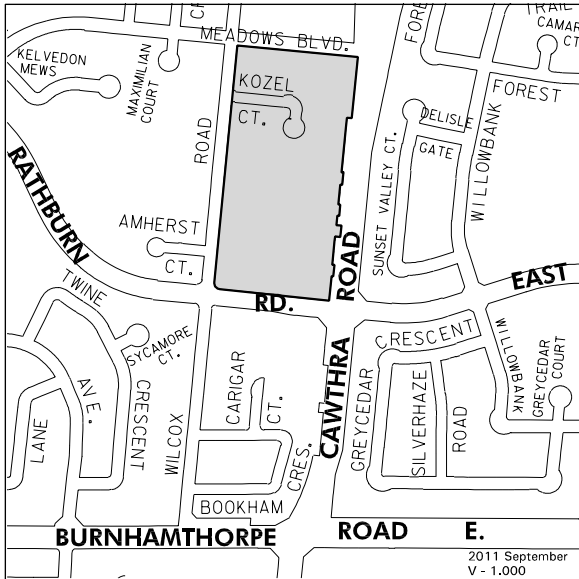 MEADOWS BLVD.
KELVEDON
MEWS
MAXIMILIAN
COURT
KOZEL
CT.
ROAD
CAMAR
CT.
FOREST
DELISLE
GATE
WILLOWBANK
SUNSET VALLEY CT.
AMHERST
CT.
RATHBURN
RD.
EAST
ROAD
CAWTHRA
TWINE
AVE.
CRESCENT
SYCAMORE
CT.
LANE
WILCOX
CARIGAR
CT.
CRES.
BOOKHAM
GREYCEDAR
CRESCENT
SILVERHAZE
ROAD
WILLOWBANK
GREYCEDAR
COURT
BURNHAMTHORPE ROAD E.
2011 September
V - 1.000